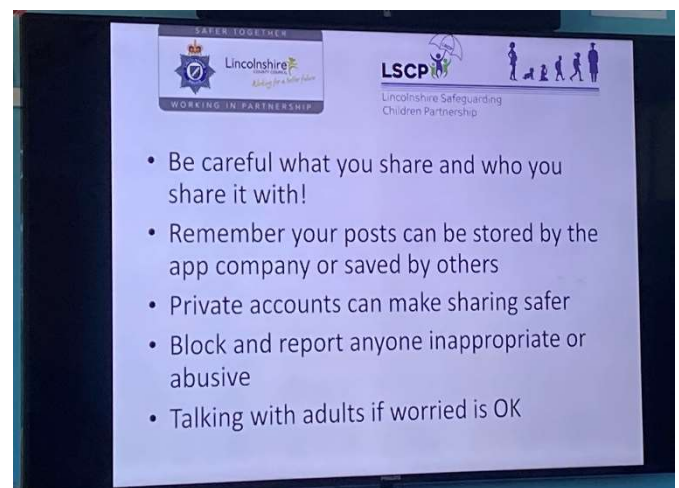 SAFER TOGETHER
Lincolnshire
COUNTY COUNCIL
Working for a better future
WORKING IN PARTNERSHIP
LSCP
Lincolnshire Safeguarding
Children Partnership
• Be careful what you share and who you
share it with!
• Remember your posts can be stored by the
app company or saved by others
• Private accounts can make sharing safer
• Block and report anyone inappropriate or
abusive
• Talking with adults if worried is OK
PHILIPS